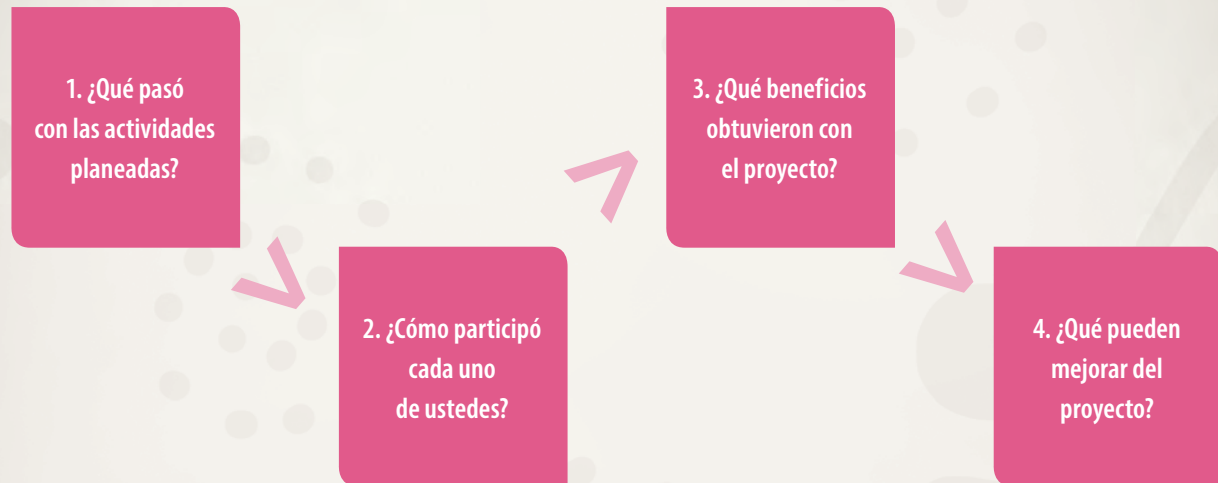 1. ¿Qué pasó
con las actividades
planeadas?
2. ¿Cómo participó
cada uno
de ustedes?
3. ¿Qué beneficios
obtuvieron con
el proyecto?
4. ¿Qué pueden
mejorar del
proyecto?